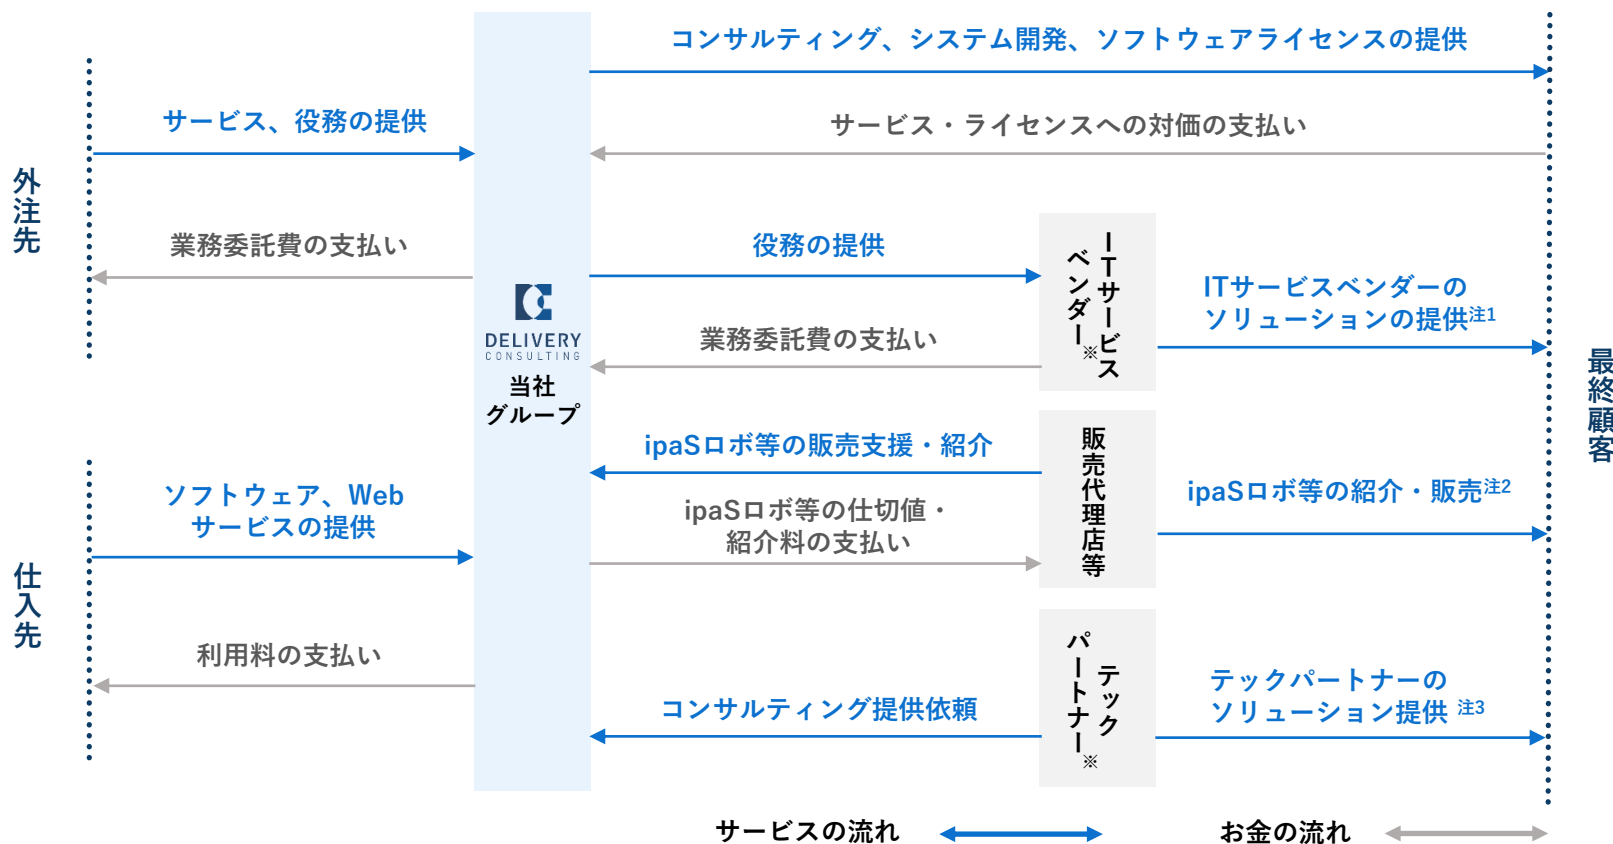 コンサルティング、システム開発、ソフトウェアライセンスの提供
サービス、役務の提供
サービス・ライセンスへの対価の支払い
外注先
業務委託費の支払い
役務の提供
ITサービス
ベンダー※
ITサービスベンダーの
ソリューションの提供注1
DELIVERY
CONSULTING
当社
グループ
業務委託費の支払い
最終顧客
ipaSロボ等の販売支援・紹介
販売代理店等
ソフトウェア、Web
サービスの提供
ipaSロボ等の仕切値・
紹介料の支払い
ipaSロボ等の紹介・販売注2
仕入先
利用料の支払い
コンサルティング提供依頼
テック
パートナー※
テックパートナーの
ソリューション提供 注3
サービスの流れ
お金の流れ